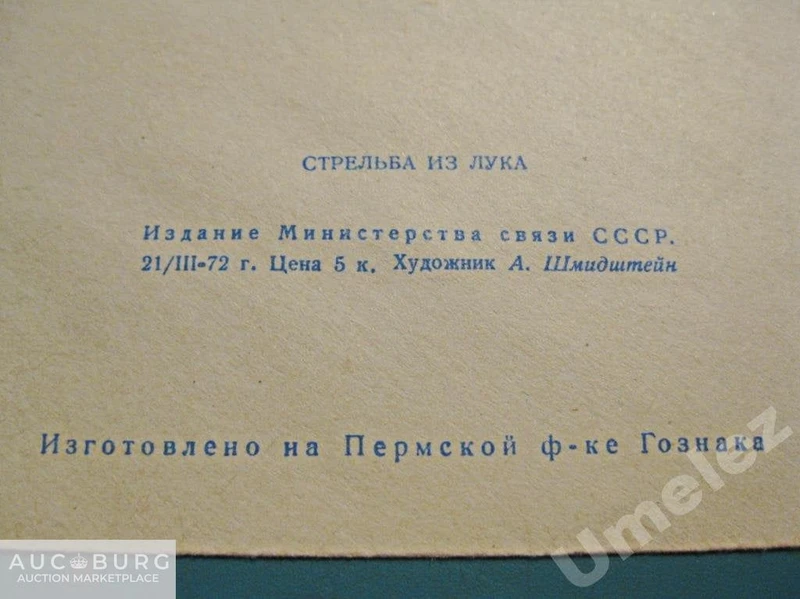 СТРЕЛЬБА ИЗ ЛУКА
Издание Министерства связи СССР.
21/III-72 г. Цена 5 к. Художник А. Шмидштейн
Изготовлено на Пермской ф-ке Гознака
Umelez
AUCBURG
AUCTION MARKETPLACE